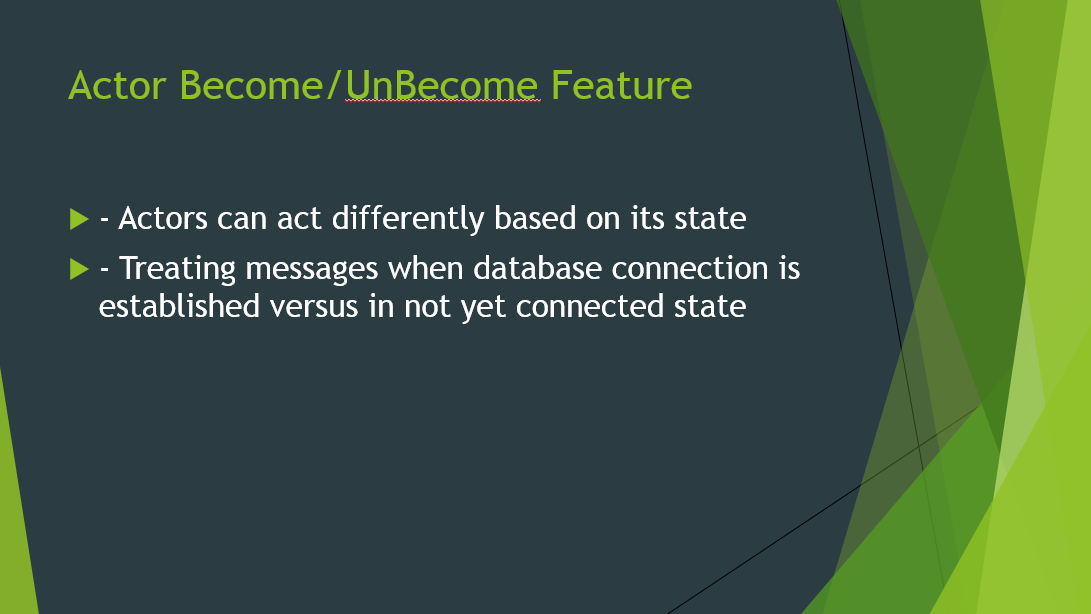 Actor Become/UnBecome Feature
- Actors can act differently based on its state
- Treating messages when database connection is
established versus in not yet connected state